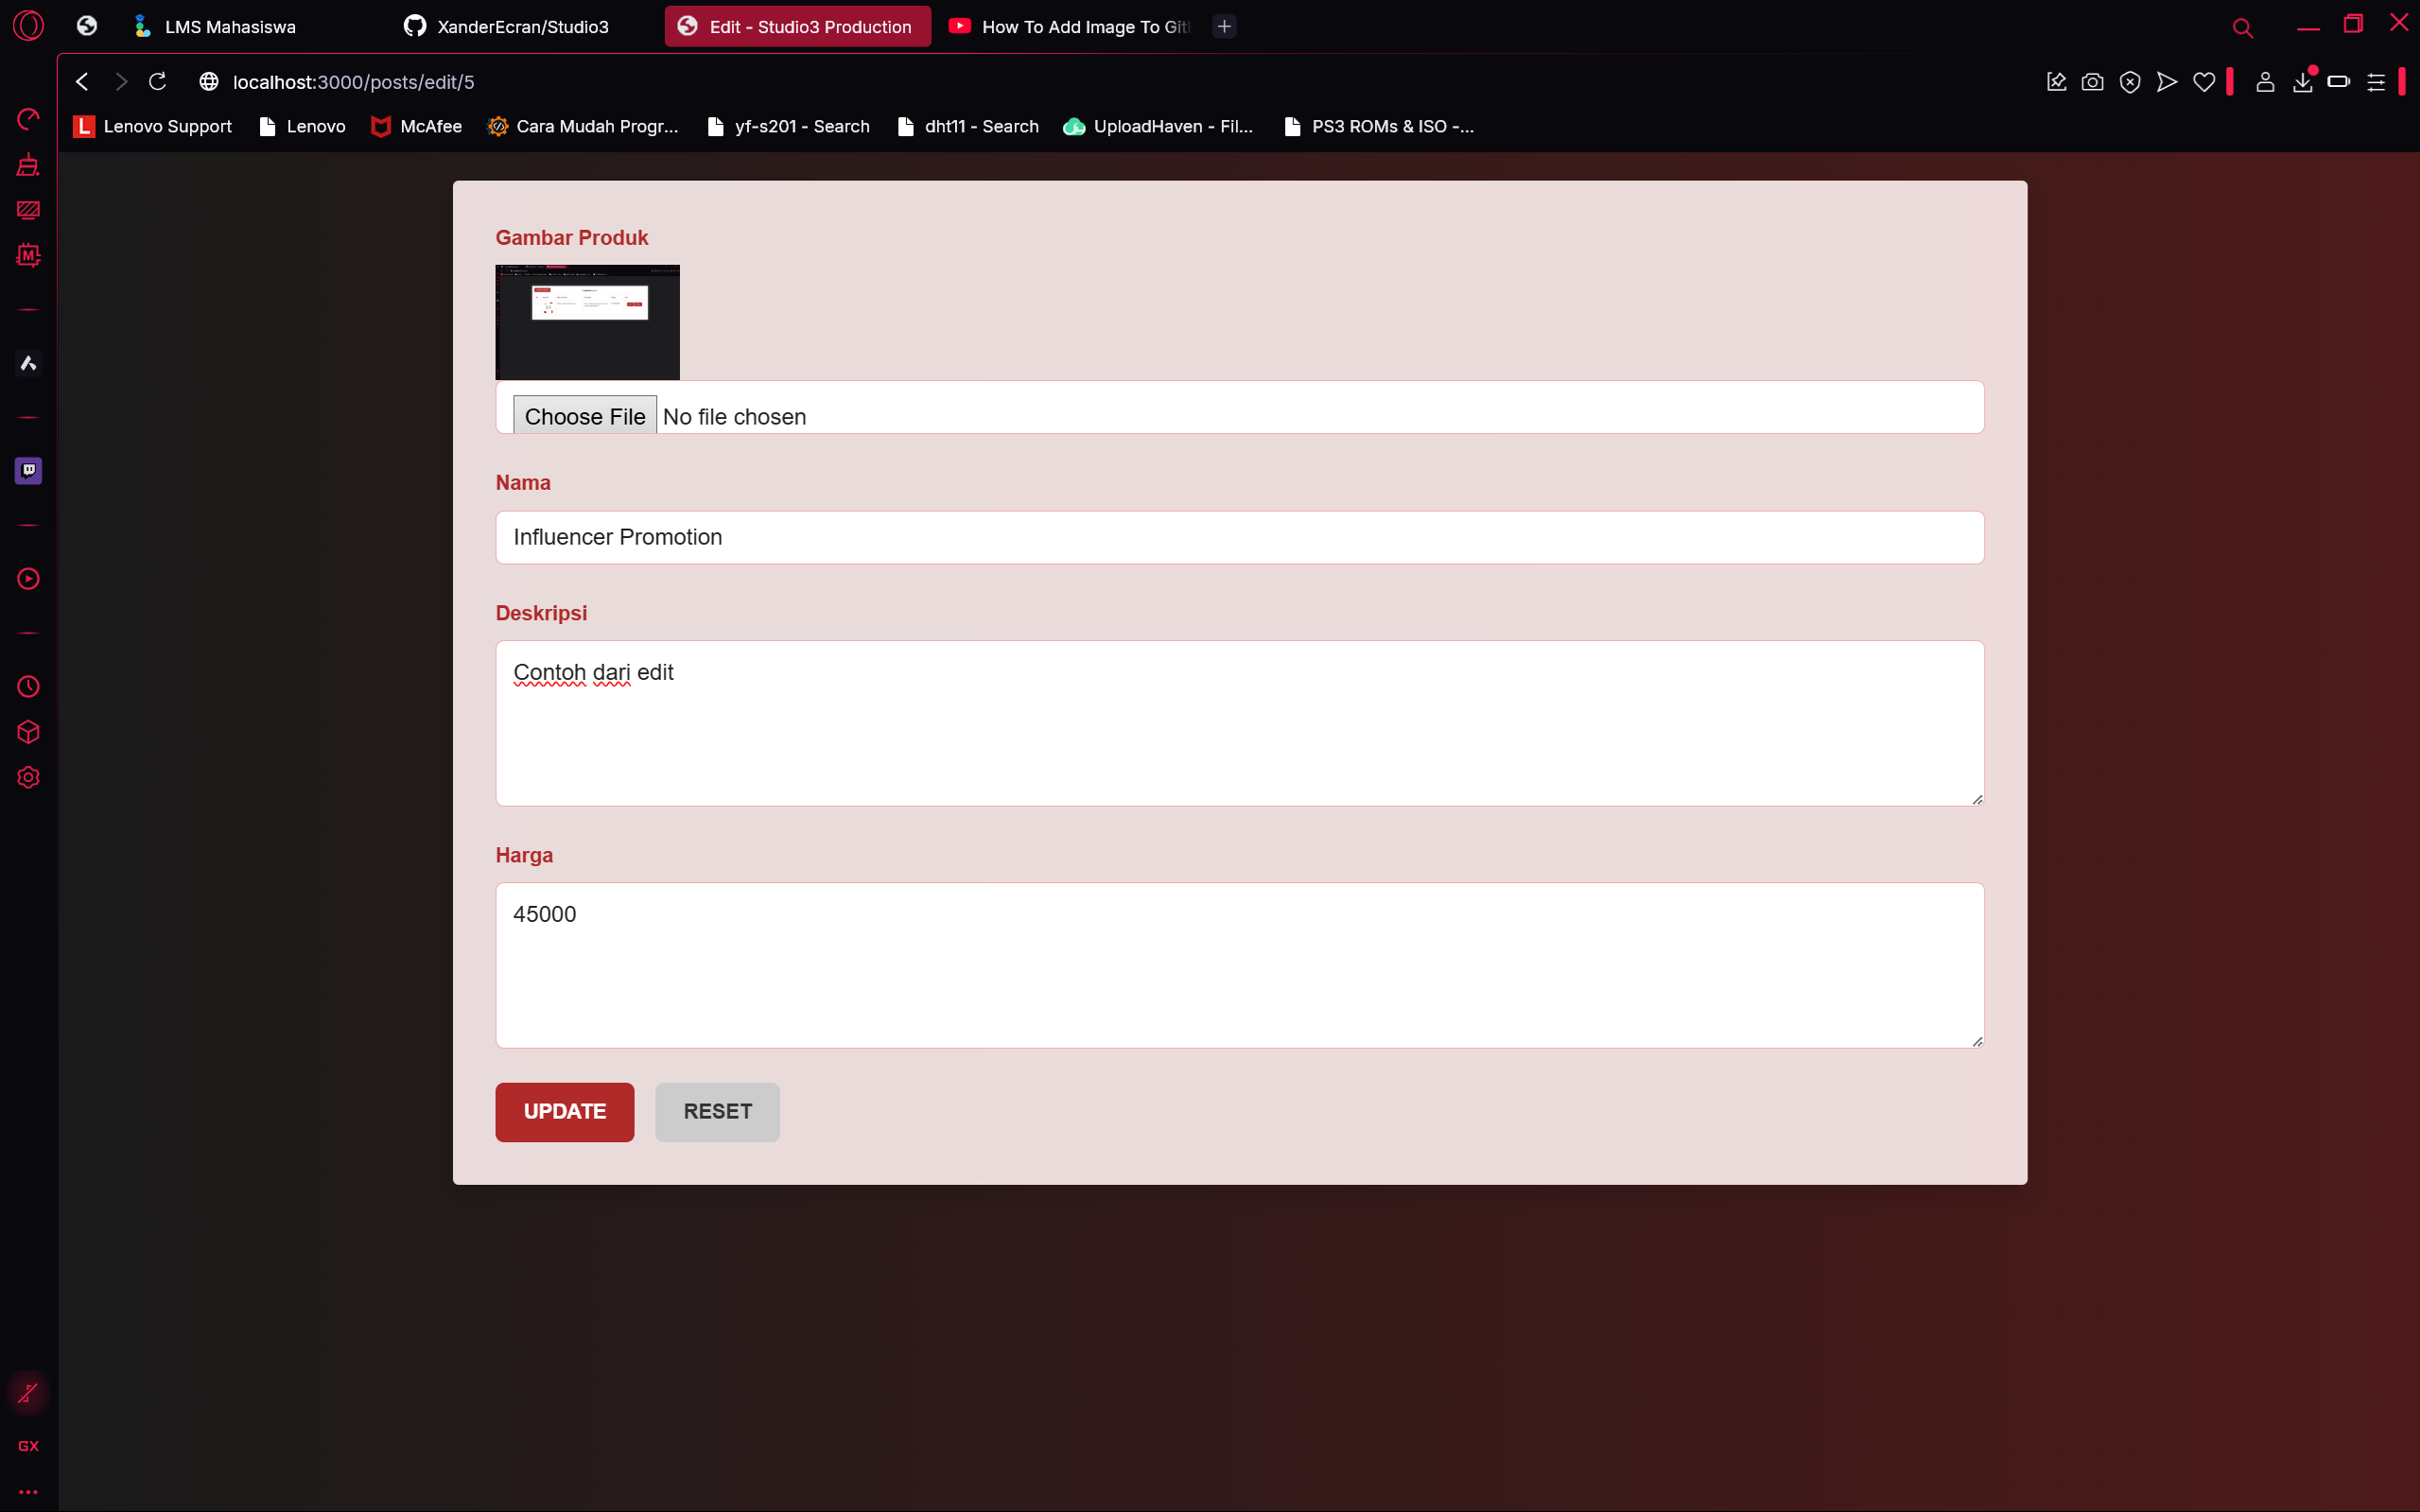 LMS Mahasiswa
XanderEcran/Studio3
Edit - Studio3 Production
How To Add Image To Git
localhost:3000/posts/edit/5
Lenovo Support
Lenovo
McAfee
Cara Mudah Progr...
yf-s201 - Search
dht11 - Search
UploadHaven - Fil...
PS3 ROMs & ISO -...
M
Gambar Produk
Choose File No file chosen
Nama
Influencer Promotion
Deskripsi
Contoh dari edit
Harga
45000
UPDATE RESET
GX